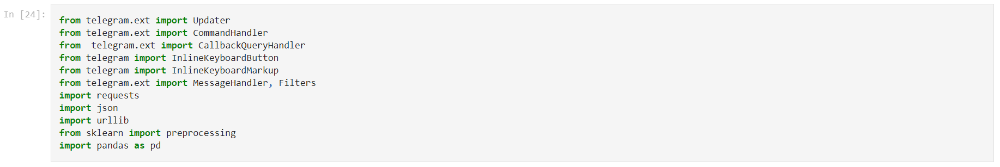 In [24]:
from telegram.ext import Updater
from telegram.ext import CommandHandler
from  telegram.ext import CallbackQueryHandler
from telegram import InlineKeyboardButton
from telegram import InlineKeyboardMarkup
from telegram.ext import MessageHandler, Filters
import requests
import json
import urllib
from sklearn import preprocessing
import pandas as pd